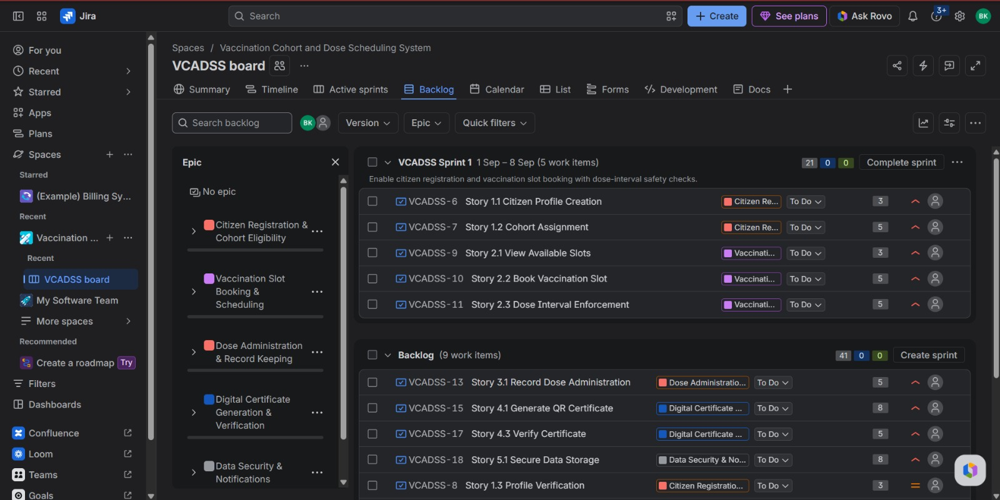 Jira
Search
Create
See plans
Ask Rovo
3+
BK
For you
Recent
Starred
Apps
Plans
Spaces
Starred
(Example) Billing Sy...
Recent
Vaccination ...
Recent
VCADSS board
My Software Team
More spaces
Recommended
Create a roadmap Try
Filters
Dashboards
Confluence
Loom
Teams
Goals
Spaces / Vaccination Cohort and Dose Scheduling System
VCADSS board
Summary Timeline Active sprints Backlog Calendar List Forms Development Docs
Search backlog BK Version Epic Quick filters
Epic
No epic
Citizen Registration &
Cohort Eligibility
Vaccination Slot
Booking &
Scheduling
Dose Administration
& Record Keeping
Digital Certificate
Generation &
Verification
Data Security &
Notifications
VCADSS Sprint 1 1 Sep – 8 Sep (5 work items) 21 0 0 Complete sprint
Enable citizen registration and vaccination slot booking with dose-interval safety checks.
VCADSS-6 Story 1.1 Citizen Profile Creation Citizen Re... To Do 3
VCADSS-7 Story 1.2 Cohort Assignment Citizen Re... To Do 5
VCADSS-9 Story 2.1 View Available Slots Vaccinati... To Do 3
VCADSS-10 Story 2.2 Book Vaccination Slot Vaccinati... To Do 5
VCADSS-11 Story 2.3 Dose Interval Enforcement Vaccinati... To Do 5
Backlog (9 work items) 41 0 0 Create sprint
VCADSS-13 Story 3.1 Record Dose Administration Dose Administratio... To Do 5
VCADSS-15 Story 4.1 Generate QR Certificate Digital Certificate ... To Do 8
VCADSS-17 Story 4.3 Verify Certificate Digital Certificate ... To Do 5
VCADSS-18 Story 5.1 Secure Data Storage Data Security & No... To Do 8
VCADSS-8 Story 1.3 Profile Verification Citizen Registratio... To Do 3